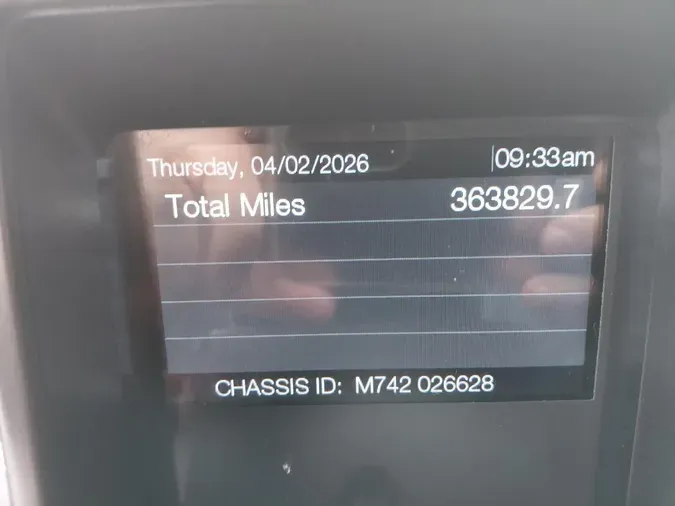 Thursday, 04/02/2026 09:33am
Total Miles 363829.7
CHASSIS ID: M742 026628